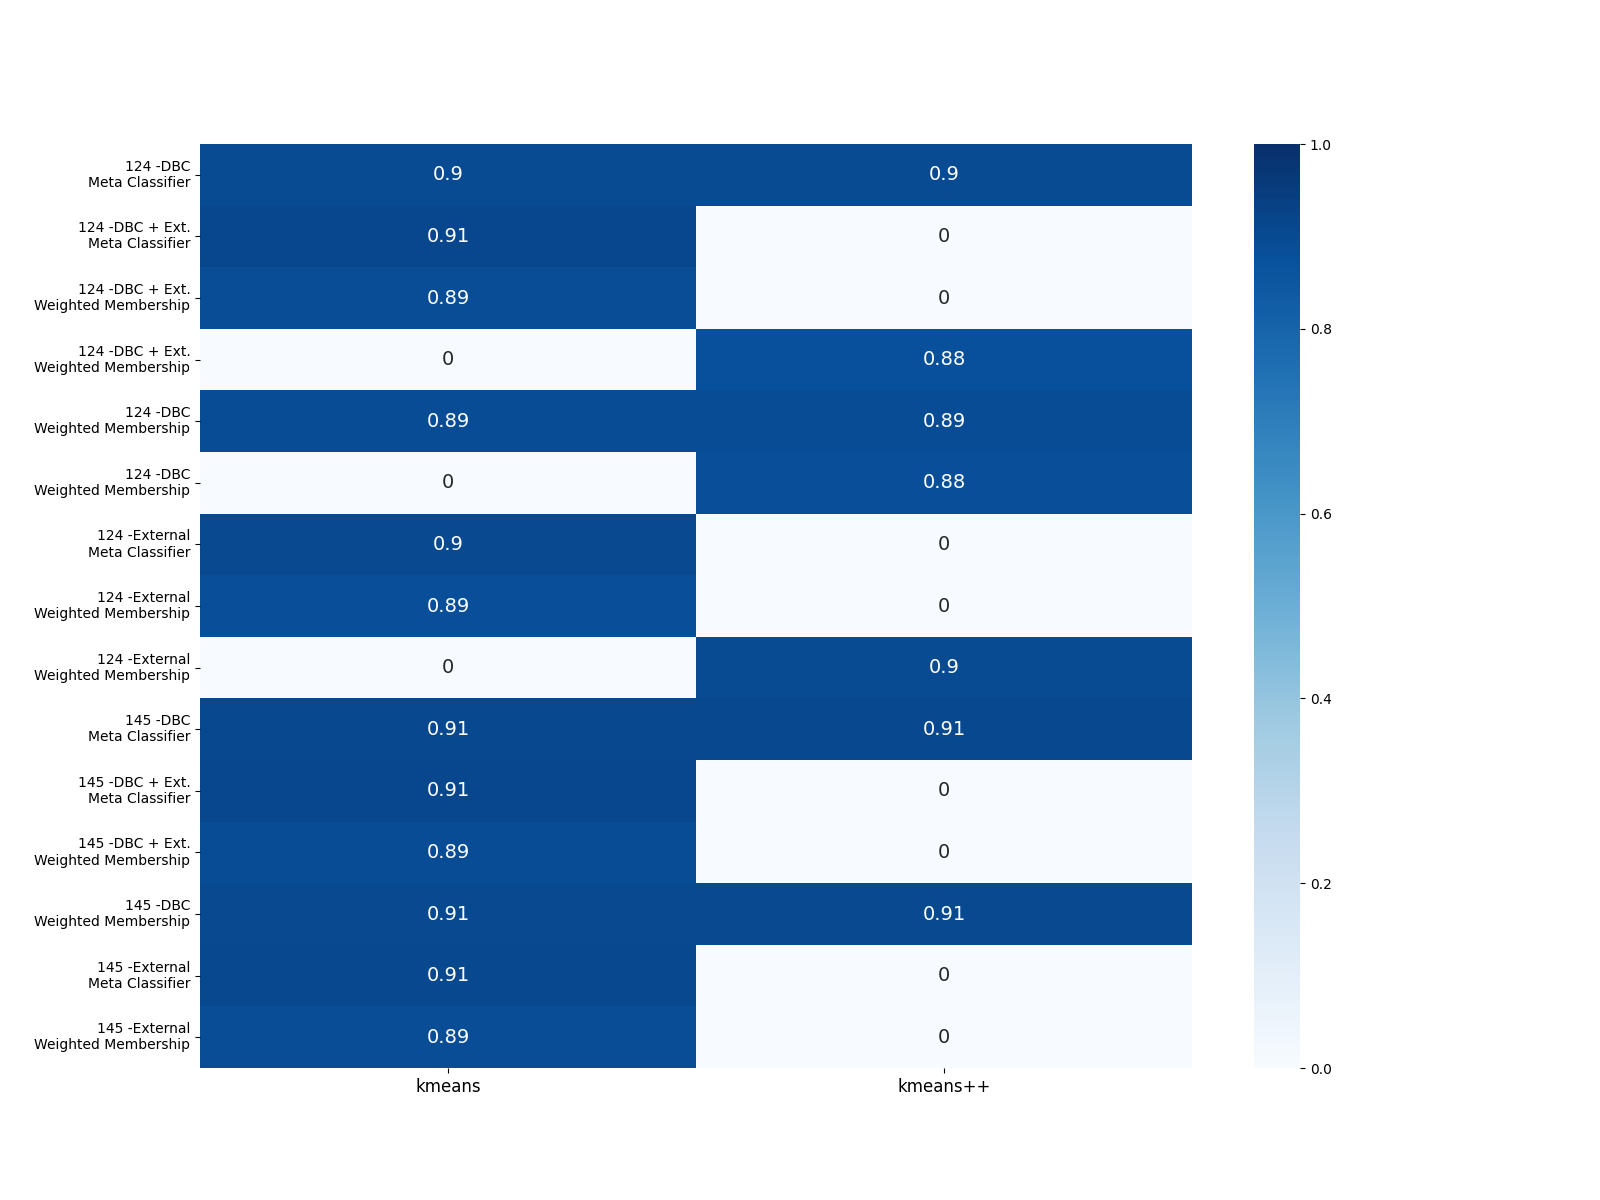 124 -DBC
Meta Classifier
0.9
0.9
124 -DBC + Ext.
Meta Classifier
0.91
0
124 -DBC + Ext.
Weighted Membership
0.89
0
124 -DBC + Ext.
Weighted Membership
0
0.88
124 -DBC
Weighted Membership
0.89
0.89
124 -DBC
Weighted Membership
0
0.88
124 -External
Meta Classifier
0.9
0
124 -External
Weighted Membership
0.89
0
124 -External
Weighted Membership
0
0.9
145 -DBC
Meta Classifier
0.91
0.91
145 -DBC + Ext.
Meta Classifier
0.91
0
145 -DBC + Ext.
Weighted Membership
0.89
0
145 -DBC
Weighted Membership
0.91
0.91
145 -External
Meta Classifier
0.91
0
145 -External
Weighted Membership
0.89
0
kmeans
kmeans++
1.0
0.8
0.6
0.4
0.2
0.0